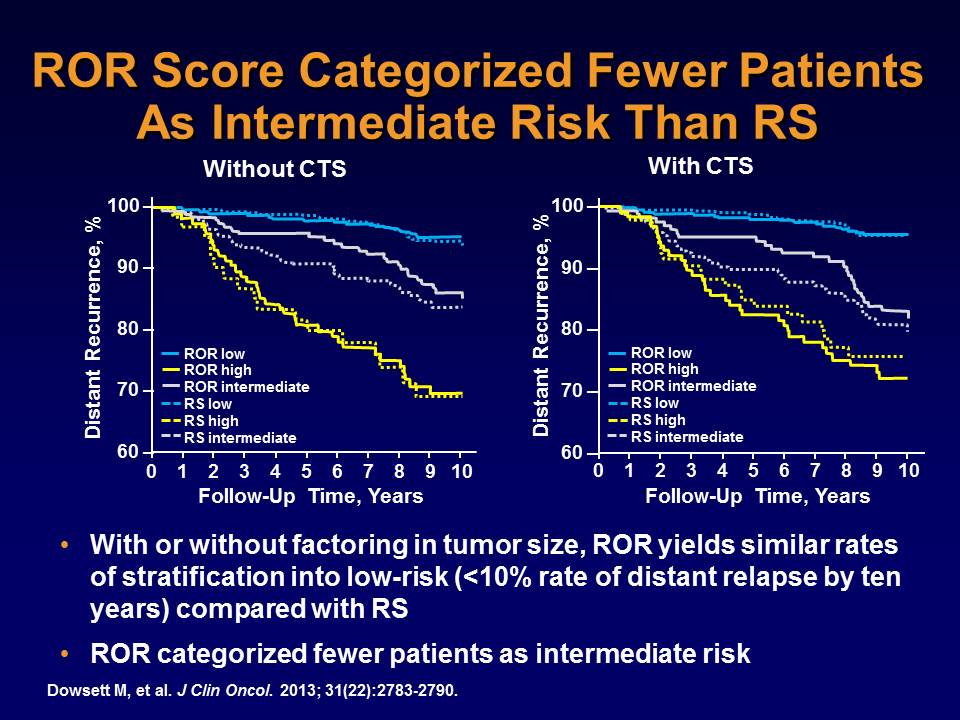 ROR Score Categorized Fewer Patients
As Intermediate Risk Than RS
Without CTS
Distant Recurrence, %
100
90
80
70
60
ROR low
ROR high
ROR intermediate
RS low
RS high
RS intermediate
0 1 2 3 4 5 6 7 8 9 10
Follow-Up Time, Years
With CTS
Distant Recurrence, %
100
90
80
70
60
ROR low
ROR high
ROR intermediate
RS low
RS high
RS intermediate
0 1 2 3 4 5 6 7 8 9 10
Follow-Up Time, Years
• With or without factoring in tumor size, ROR yields similar rates
of stratification into low-risk (<10% rate of distant relapse by ten
years) compared with RS
• ROR categorized fewer patients as intermediate risk
Dowsett M, et al. J Clin Oncol. 2013; 31(22):2783-2790.